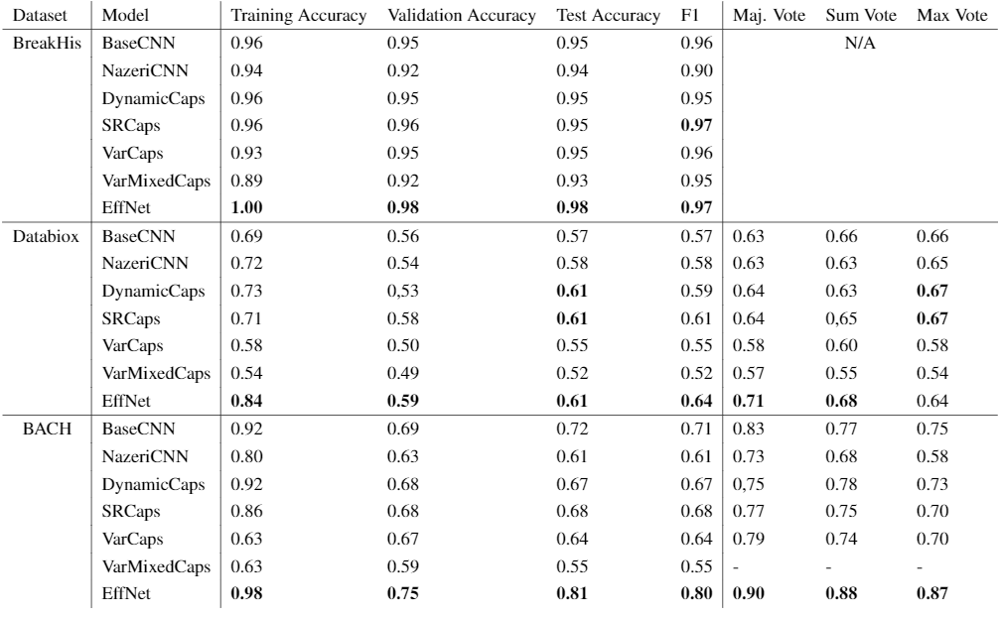 Dataset Model Training Accuracy Validation Accuracy Test Accuracy F1 Maj. Vote Sum Vote Max Vote
BreakHis BaseCNN 0.96 0.95 0.95 0.96 N/A
NazeriCNN 0.94 0.92 0.94 0.90
DynamicCaps 0.96 0.95 0.95 0.95
SRCaps 0.96 0.96 0.95 0.97
VarCaps 0.93 0.95 0.95 0.96
VarMixedCaps 0.89 0.92 0.93 0.95
EffNet 1.00 0.98 0.98 0.97
Databiox BaseCNN 0.69 0.56 0.57 0.57 0.63 0.66 0.66
NazeriCNN 0.72 0.54 0.58 0.58 0.63 0.63 0.65
DynamicCaps 0.73 0,53 0.61 0.59 0.64 0.63 0.67
SRCaps 0.71 0.58 0.61 0.61 0.64 0,65 0.67
VarCaps 0.58 0.50 0.55 0.55 0.58 0.60 0.58
VarMixedCaps 0.54 0.49 0.52 0.52 0.57 0.55 0.54
EffNet 0.84 0.59 0.61 0.64 0.71 0.68 0.64
BACH BaseCNN 0.92 0.69 0.72 0.71 0.83 0.77 0.75
NazeriCNN 0.80 0.63 0.61 0.61 0.73 0.68 0.58
DynamicCaps 0.92 0.68 0.67 0.67 0,75 0.78 0.73
SRCaps 0.86 0.68 0.68 0.68 0.77 0.75 0.70
VarCaps 0.63 0.67 0.64 0.64 0.79 0.74 0.70
VarMixedCaps 0.63 0.59 0.55 0.55 - - -
EffNet 0.98 0.75 0.81 0.80 0.90 0.88 0.87